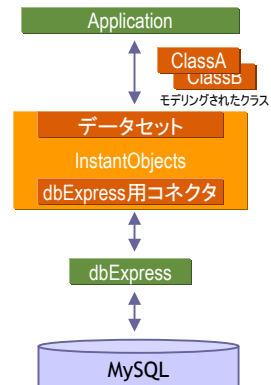 Application
ClassA
ClassB
モデリングされたクラス
データセット
InstantObjects
dbExpress用コネクタ
dbExpress
MySQL